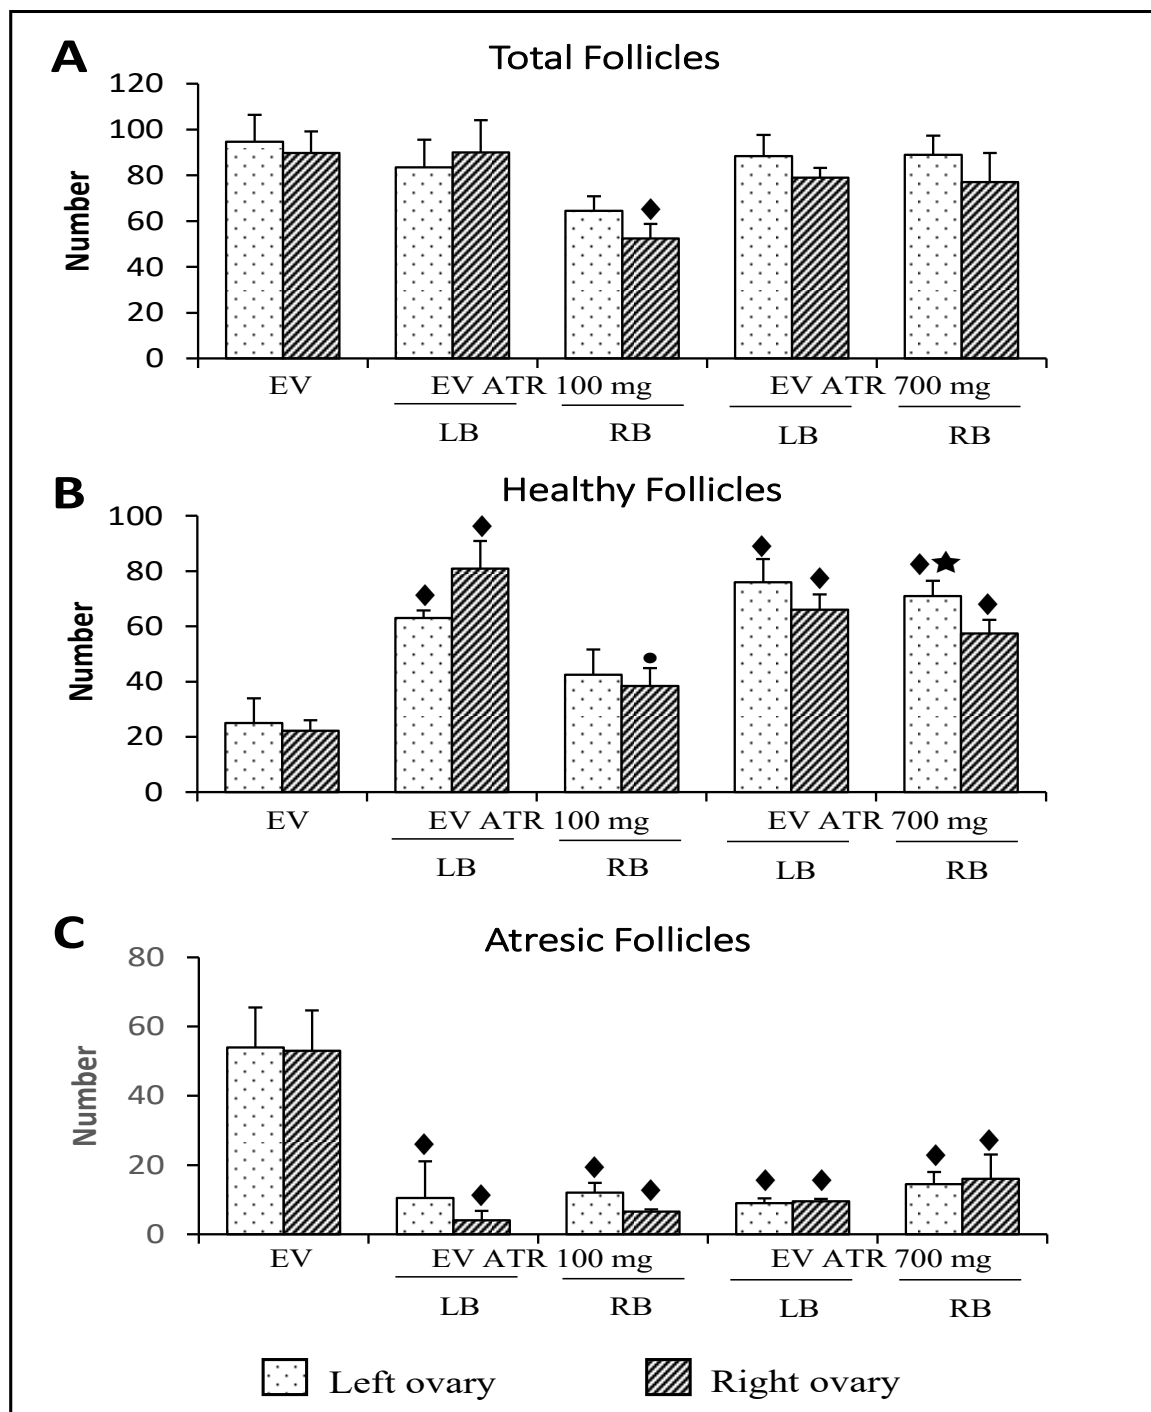 A
Total Follicles
Number
120
100
80
60
40
20
0
EV
EV ATR 100 mg
EV ATR 700 mg
LB
RB
LB
RB
B
Healthy Follicles
Number
100
80
60
40
20
0
EV
EV ATR 100 mg
EV ATR 700 mg
LB
RB
LB
RB
C
Atresic Follicles
Number
80
60
40
20
0
EV
EV ATR 100 mg
EV ATR 700 mg
LB
RB
LB
RB
Left ovary
Right ovary